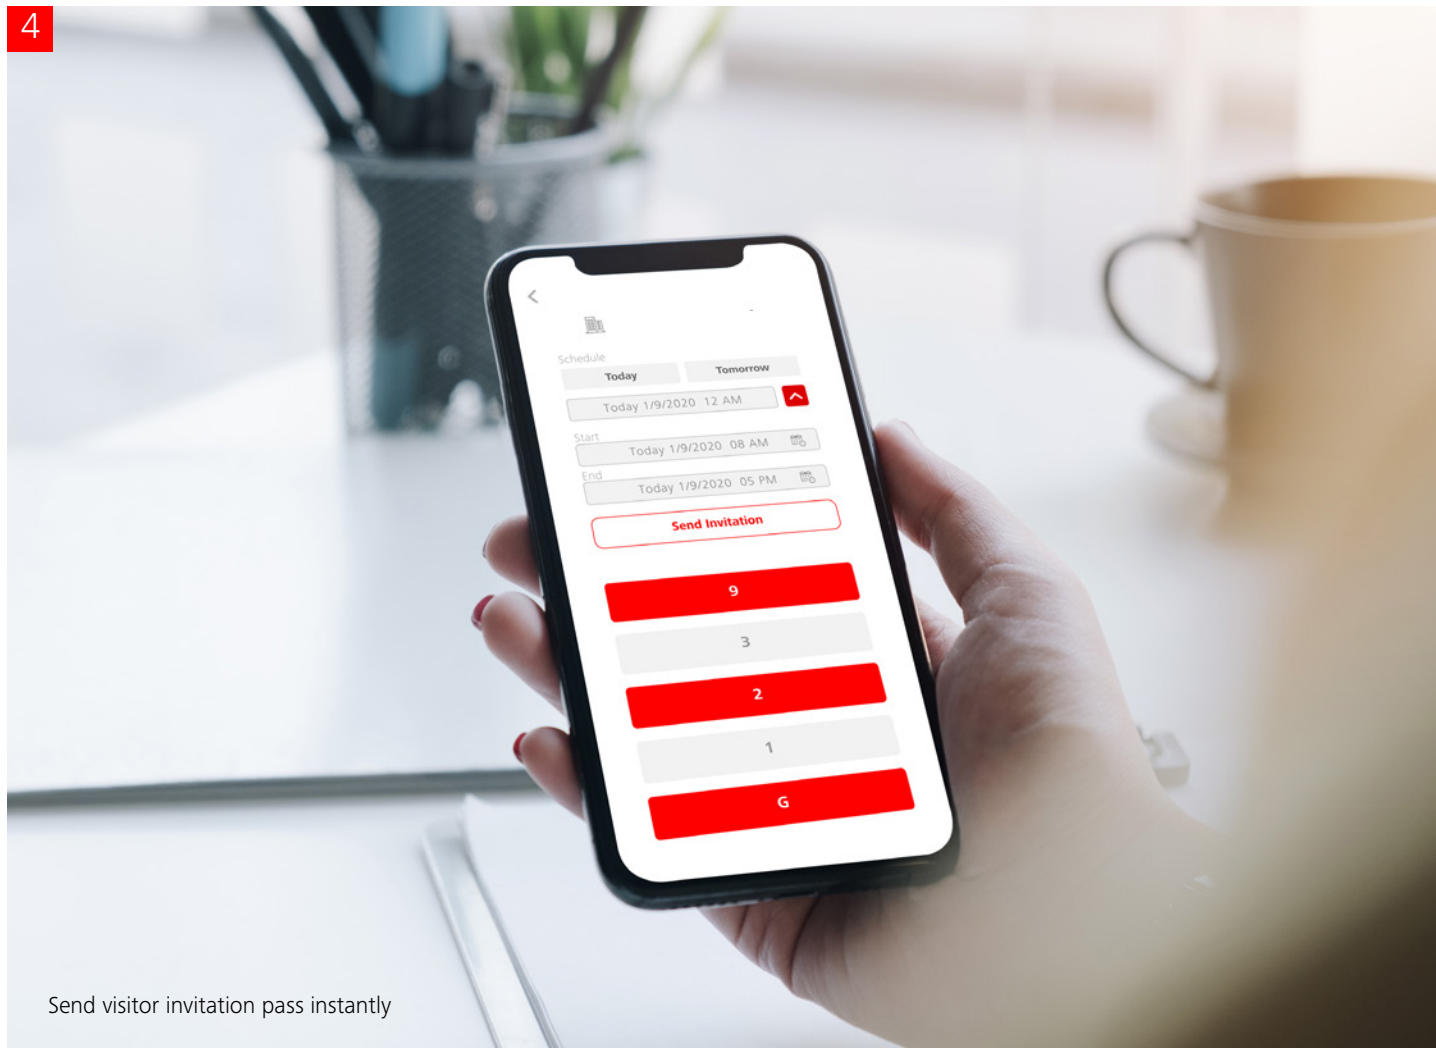 4
Schedule
Today Tomorrow
Today 1/9/2020 12 AM
Start
Today 1/9/2020 08 AM
End
Today 1/9/2020 05 PM
Send Invitation
9
3
2
1
G
Send visitor invitation pass instantly